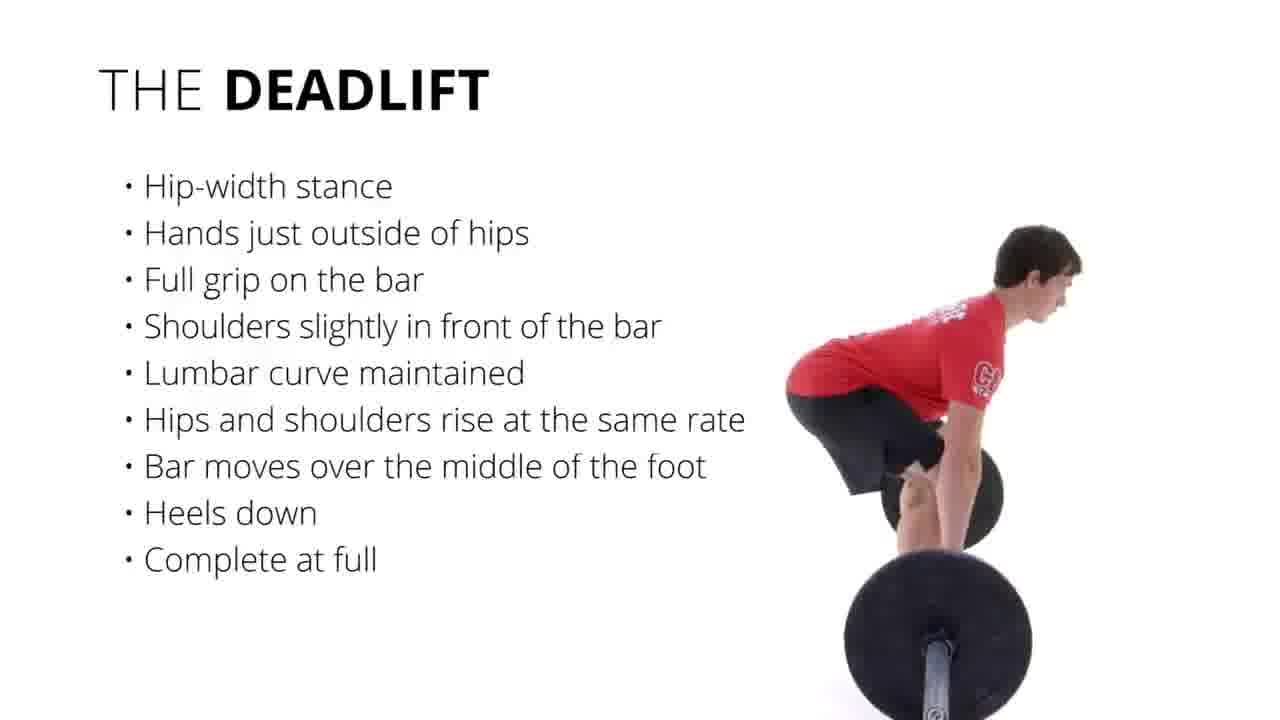 THE DEADLIFT
• Hip-width stance
• Hands just outside of hips
• Full grip on the bar
• Shoulders slightly in front of the bar
• Lumbar curve maintained
• Hips and shoulders rise at the same rate
• Bar moves over the middle of the foot
• Heels down
• Complete at full